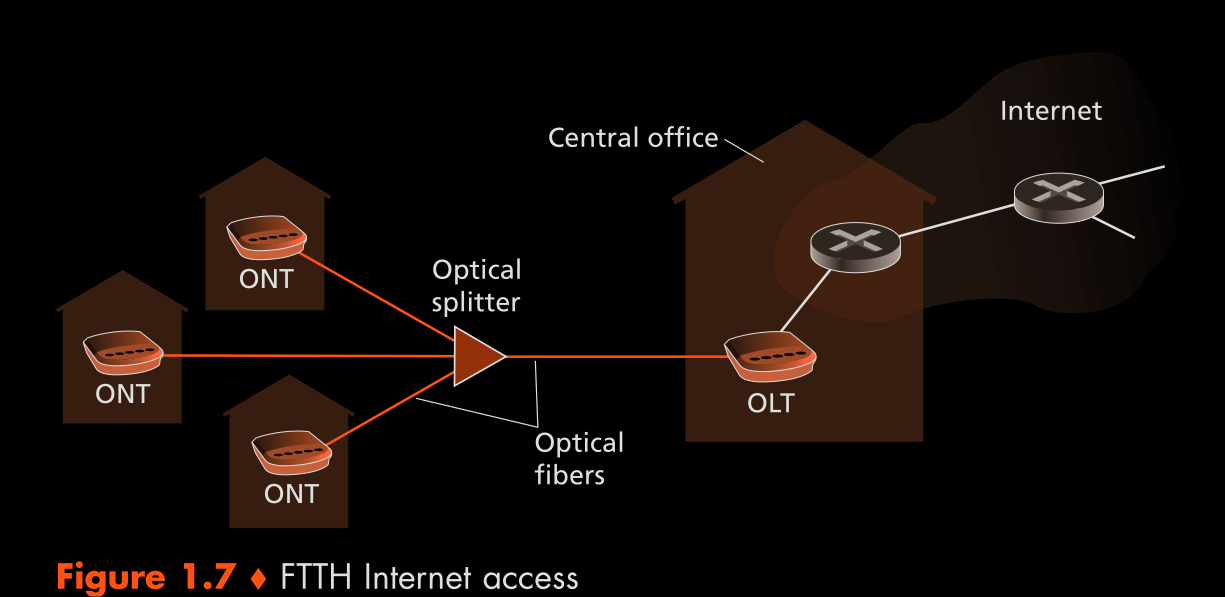 Internet
Central office
ONT
Optical
splitter
ONT
OLT
Optical
fibers
ONT
Figure 1.7 ♦ FTTH Internet access